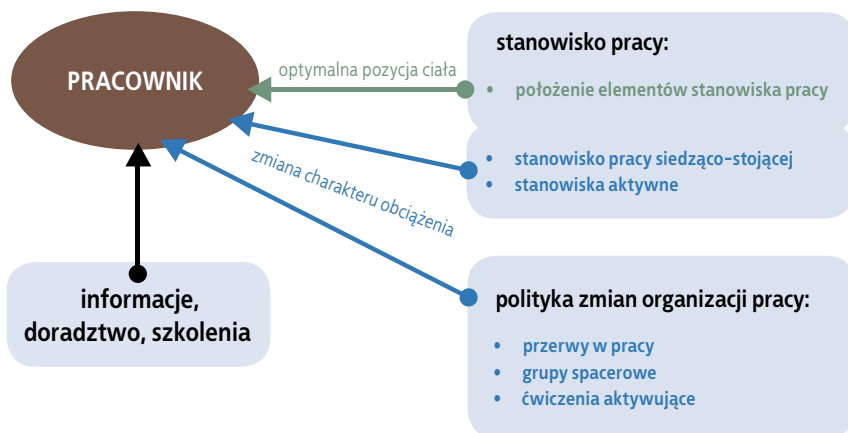 PRACOWNIK
optymalna pozycja ciała
zmiana charakteru obciążenia
stanowisko pracy:
• położenie elementów stanowiska pracy
• stanowisko pracy siedząco-stojącej
• stanowiska aktywne
informacje,
doradztwo, szkolenia
polityka zmian organizacji pracy:
• przerwy w pracy
• grupy spacerowe
• ćwiczenia aktywujące